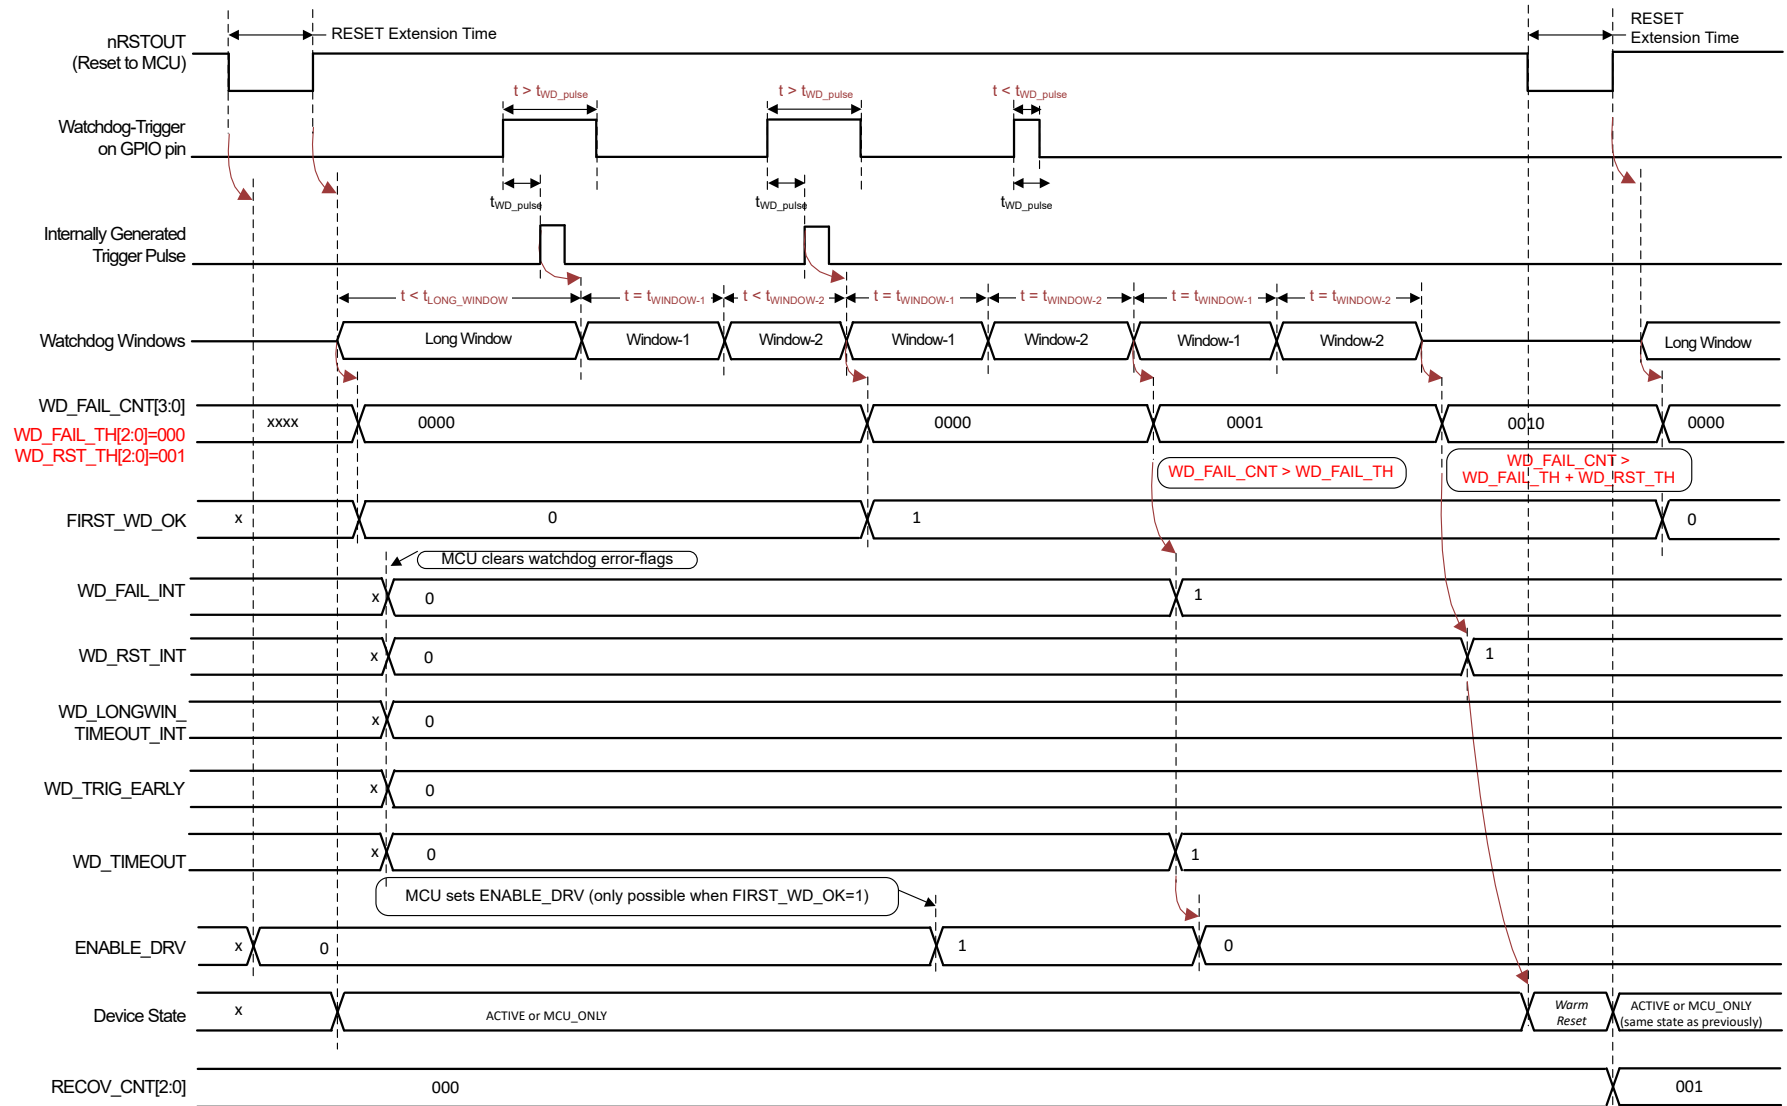 RESET Extension Time
RESET
Extension Time
nRSTOUT
(Reset to MCU)
t > tWD_pulse
t > tWD_pulse
t < tWD_pulse
Watchdog-Trigger
on GPIO pin
tWD_pulse
tWD_pulse
tWD_pulse
Internally Generated
Trigger Pulse
t < tLONG_WINDOW
t = tWINDOW-1
t < tWINDOW-2
t = tWINDOW-1
t = tWINDOW-2
t = tWINDOW-1
t = tWINDOW-2
Watchdog Windows
Long Window
Window-1
Window-2
Window-1
Window-2
Window-1
Window-2
Long Window
WD_FAIL_CNT[3:0]
WD_FAIL_TH[2:0]=000
WD_RST_TH[2:0]=001
xxxx
0000
0000
0001
0010
0000
WD_FAIL_CNT > WD_FAIL_TH
WD_FAIL_CNT >
WD_FAIL_TH + WD_RST_TH
FIRST_WD_OK
x
0
1
0
MCU clears watchdog error-flags
WD_FAIL_INT
x
0
1
WD_RST_INT
x
0
1
WD_LONGWIN_
TIMEOUT_INT
x
0
WD_TRIG_EARLY
x
0
WD_TIMEOUT
x
0
1
MCU sets ENABLE_DRV (only possible when FIRST_WD_OK=1)
ENABLE_DRV
x
0
1
0
Device State
x
ACTIVE or MCU_ONLY
Warm
Reset
ACTIVE or MCU_ONLY
(same state as previously)
RECOV_CNT[2:0]
000
001